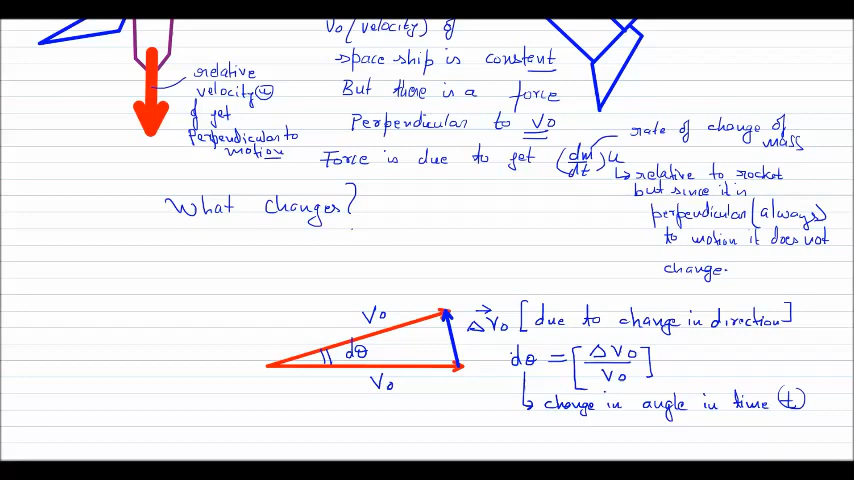 V0 (velocity) of
space ship is constant
But there is a force
Perpendicular to V0
Force is due to jet (dm/dt)u
rate of change of
mass
↳ relative to rocket
but since it is
perpendicular (always)
to motion it does not
change.
relative
velocity (u)
of jet
perpendicular to
motion
What changes?
V0
dθ
V0
ΔV0 [due to change in direction]
dθ = [ΔV0/V0]
↳ change in angle in time (t)